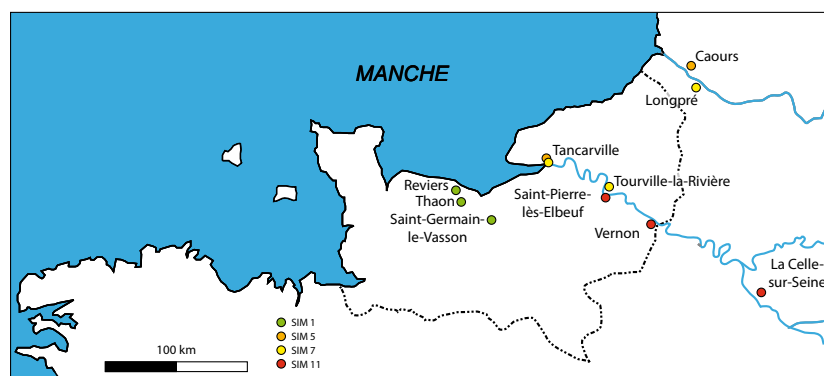 Caours
MANCHE
Longpré
Tancarville
Reviers
Thaon
Saint-Germain-
le-Vasson
Saint-Pierre-
lès-Elbeuf
Tourville-la-Rivière
Vernon
La Celle-
sur-Seine
SIM 1
SIM 5
SIM 7
SIM 11
100 km